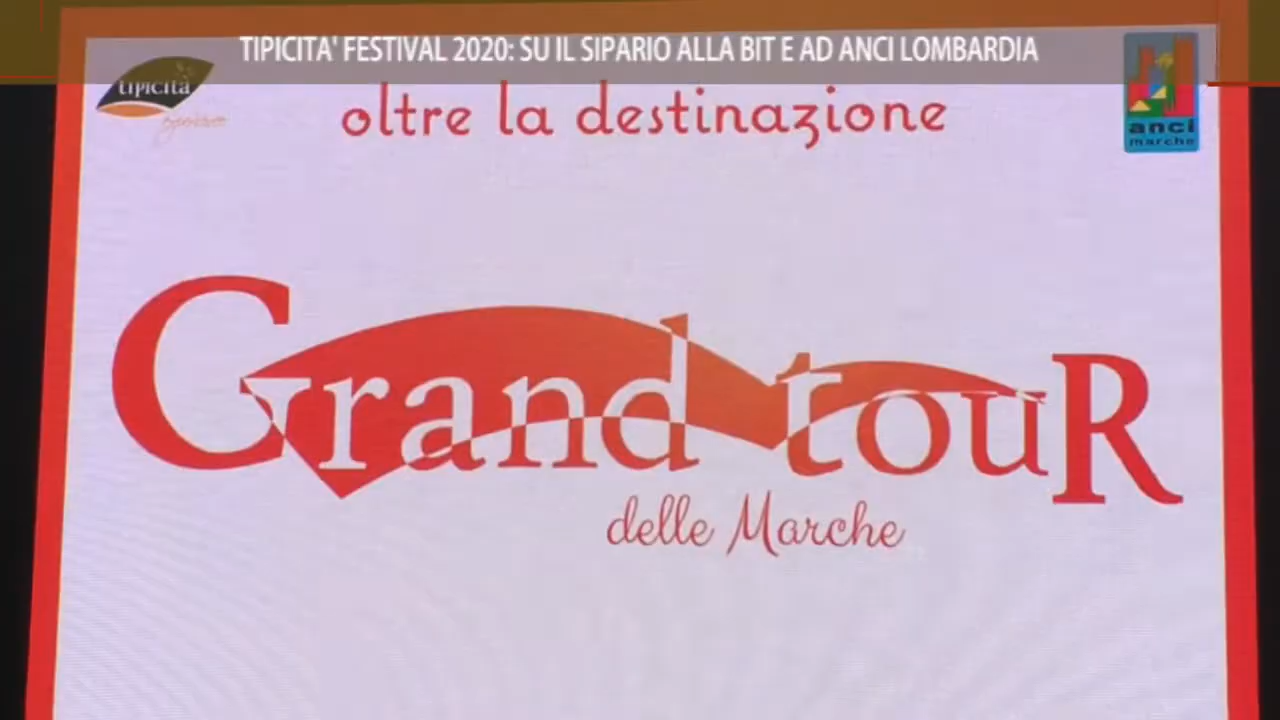 TIPICITA' FESTIVAL 2020: SU IL SIPARIO ALLA BIT E AD ANCI LOMBARDIA
tipicità
oltre la destinazione
anci
marche
Grand touR
delle Marche